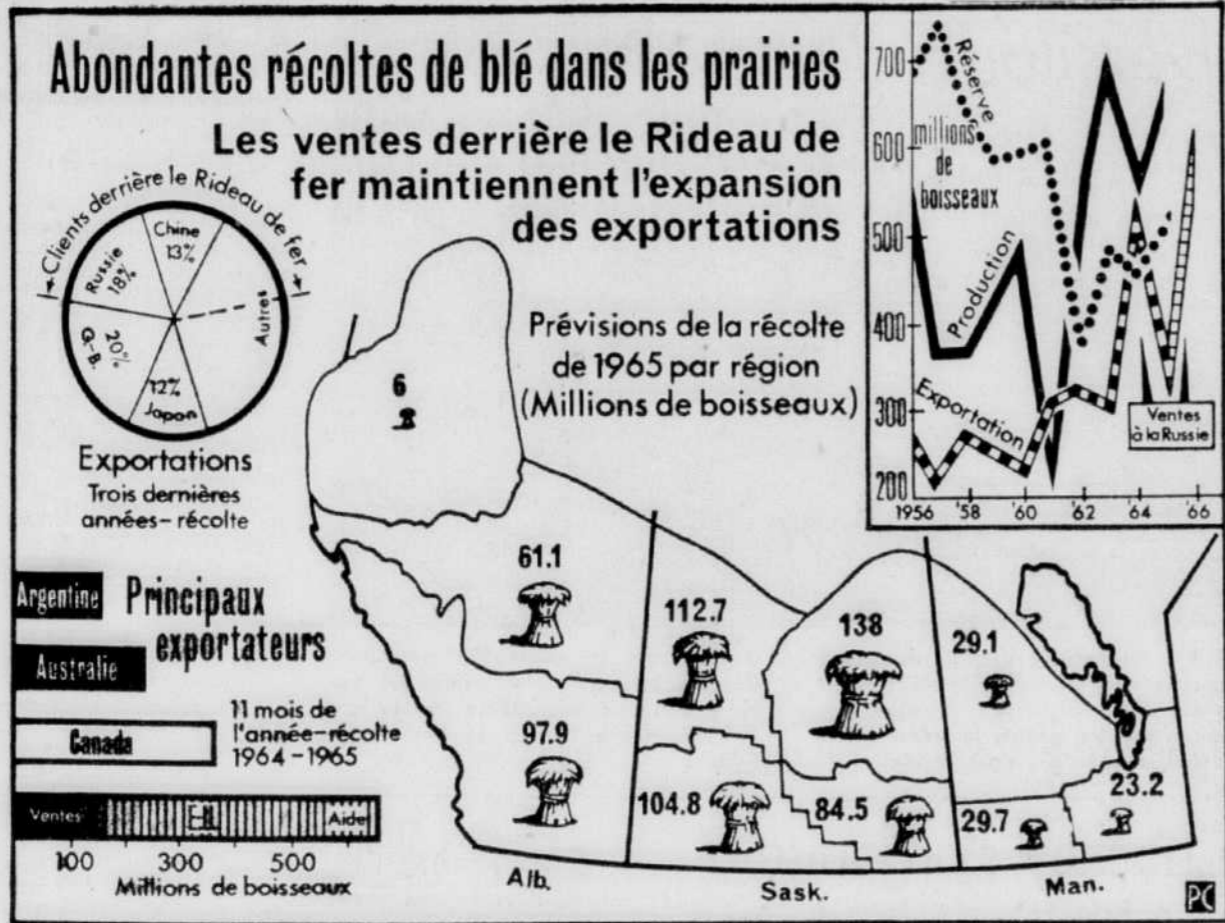 Abondantes récoltes de blé dans les prairies
Les ventes derrière le Rideau de
fer maintiennent l'expansion
des exportations
Clients derrière le Rideau de fer
Chine
13%
Russie
18%
Autres
G-B.
20%
12%
Japon
Exportations
Trois dernières
années-récolte
Prévisions de la récolte
de 1965 par région
(Millions de boisseaux)
700
600
500
400
300
200
Réserve
millions
de
boisseaux
Production
Exportation
Ventes
à la Russie
1956 '58 '60 '62 '64 '66
Principaux
exportateurs
Argentine
Australie
Canada
11 mois de
l'année-récolte
1964-1965
Ventes
Aide
100 300 500
Millions de boisseaux
6
61.1
97.9
112.7
138
104.8
84.5
29.1
29.7
23.2
Alb.
Sask.
Man.
PC